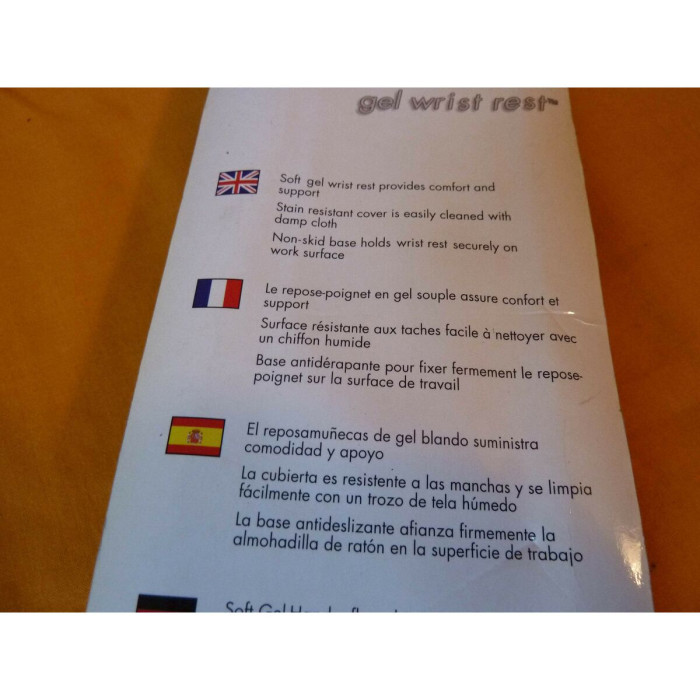 gel wrist rest™
Soft gel wrist rest provides comfort and
support
Stain resistant cover is easily cleaned with
damp cloth
Non-skid base holds wrist rest securely on
work surface
Le repose-poignet en gel souple assure confort et
support
Surface résistante aux taches facile à nettoyer avec
un chiffon humide
Base antidérapante pour fixer fermement le repose-
poignet sur la surface de travail
El reposamuñecas de gel blando suministra
comodidad y apoyo
La cubierta es resistente a las manchas y se limpia
fácilmente con un trozo de tela húmedo
La base antideslizante afianza firmemente la
almohadilla de ratón en la superficie de trabajo
Soft Gel